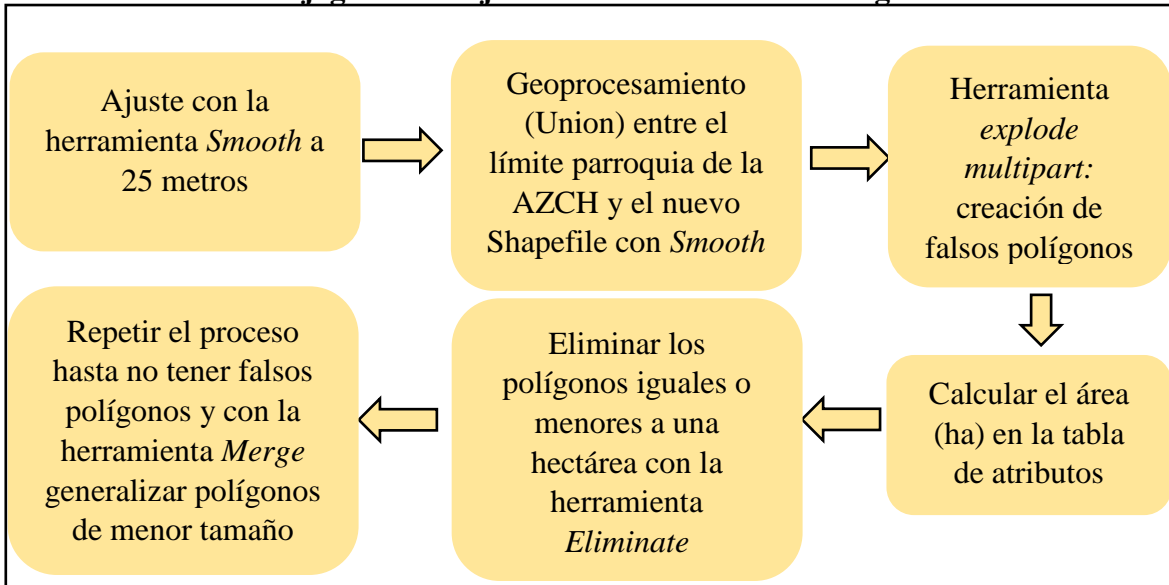 Ajuste con la
herramienta Smooth a
25 metros
Geoprocesamiento
(Union) entre el
límite parroquia de la
AZCH y el nuevo
Shapefile con Smooth
Herramienta
explode
multipart:
creación de
falsos polígonos
Calcular el área
(ha) en la tabla
de atributos
Eliminar los
polígonos iguales o
menores a una
hectárea con la
herramienta
Eliminate
Repetir el proceso
hasta no tener falsos
polígonos y con la
herramienta Merge
generalizar polígonos
de menor tamaño